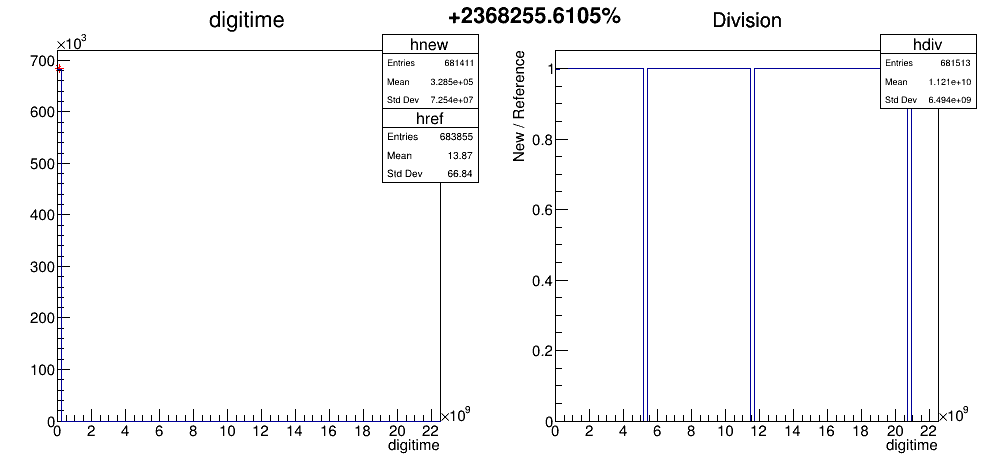 +2368255.6105%
digitime
×10³
700
600
500
400
300
200
100
0
0 2 4 6 8 10 12 14 16 18 20 22
×10⁹
digitime
hnew
Entries 681411
Mean 3.285e+05
Std Dev 7.254e+07
href
Entries 683855
Mean 13.87
Std Dev 66.84
Division
New / Reference
1
0.8
0.6
0.4
0.2
0
0 2 4 6 8 10 12 14 16 18 20 22
×10⁹
digitime
hdiv
Entries 681513
Mean 1.121e+10
Std Dev 6.494e+09